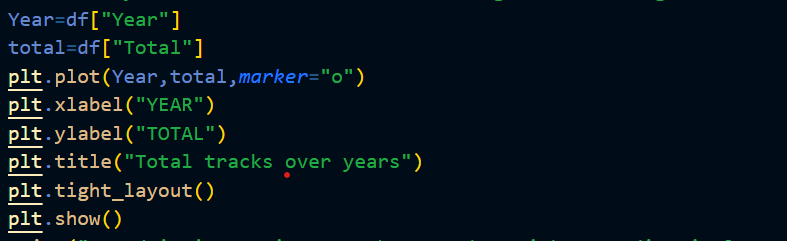 Year=df["Year"]
total=df["Total"]
plt.plot(Year,total,marker="o")
plt.xlabel("YEAR")
plt.ylabel("TOTAL")
plt.title("Total tracks over years")
plt.tight_layout()
plt.show()